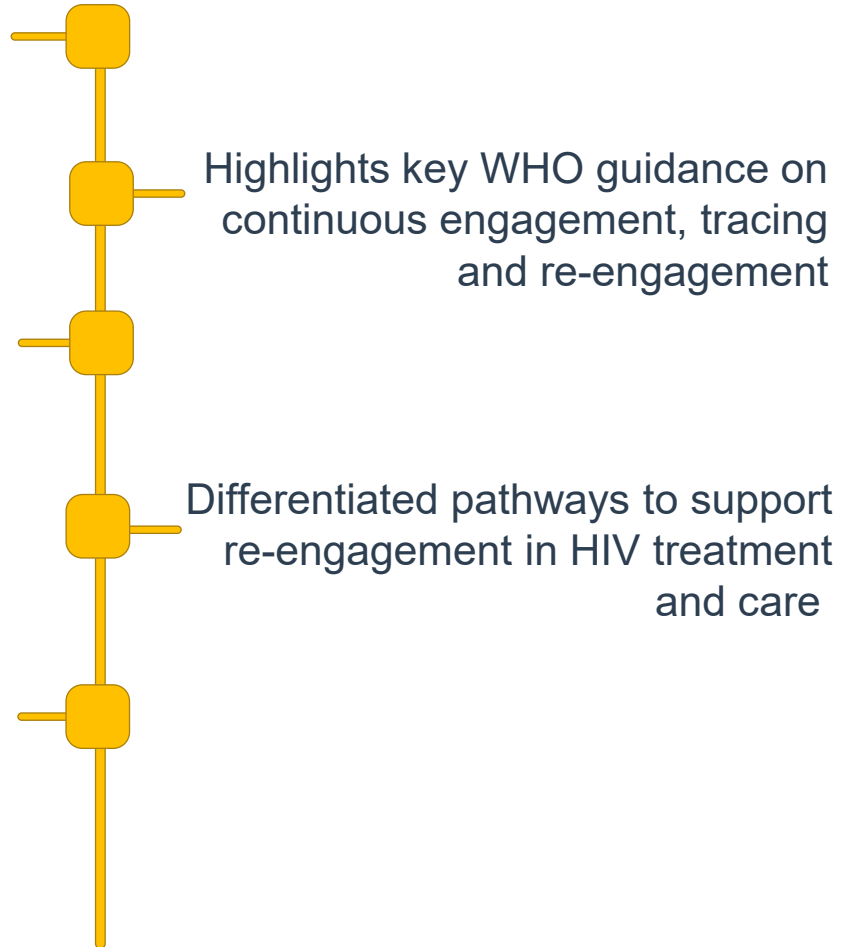 Highlights key WHO guidance on
continuous engagement, tracing
and re-engagement
Differentiated pathways to support
re-engagement in HIV treatment
and care